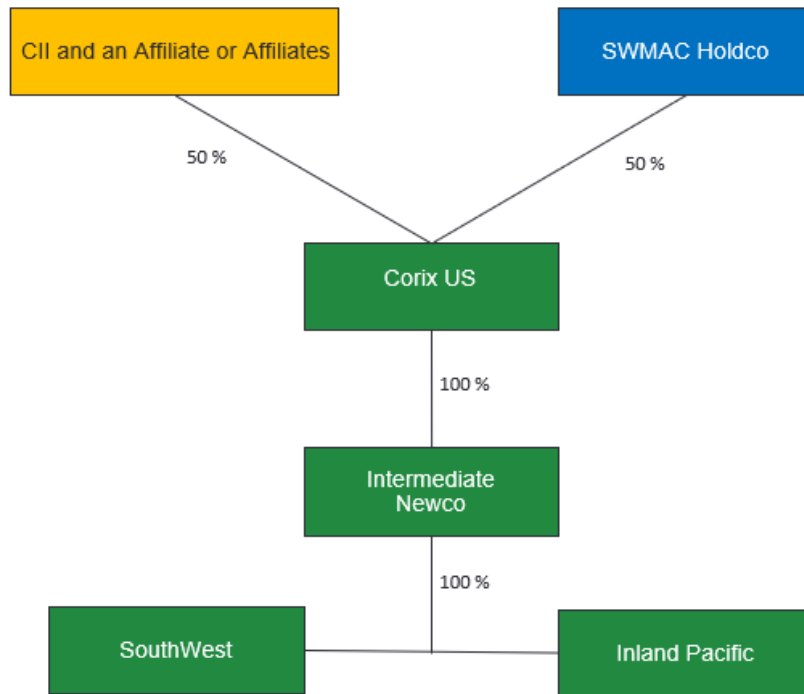 CII and an Affiliate or Affiliates
SWMAC Holdco
50 %
50 %
Corix US
100 %
Intermediate
Newco
100 %
SouthWest
Inland Pacific